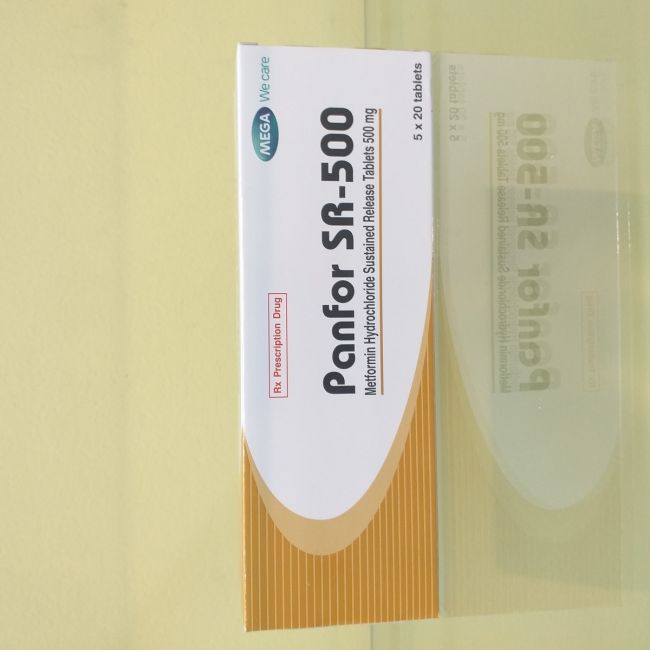 MEGA We care
Rx Prescription Drug
Panfor SR-500
Metformin Hydrochloride Sustained Release Tablets 500 mg
5 x 20 tablets